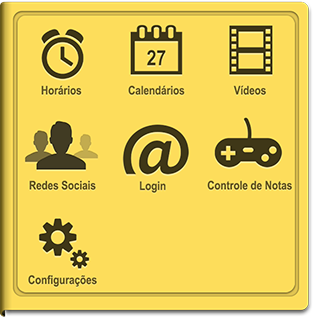 Horários
27
Calendários
Vídeos
Redes Sociais
@
Login
Controle de Notas
Configurações